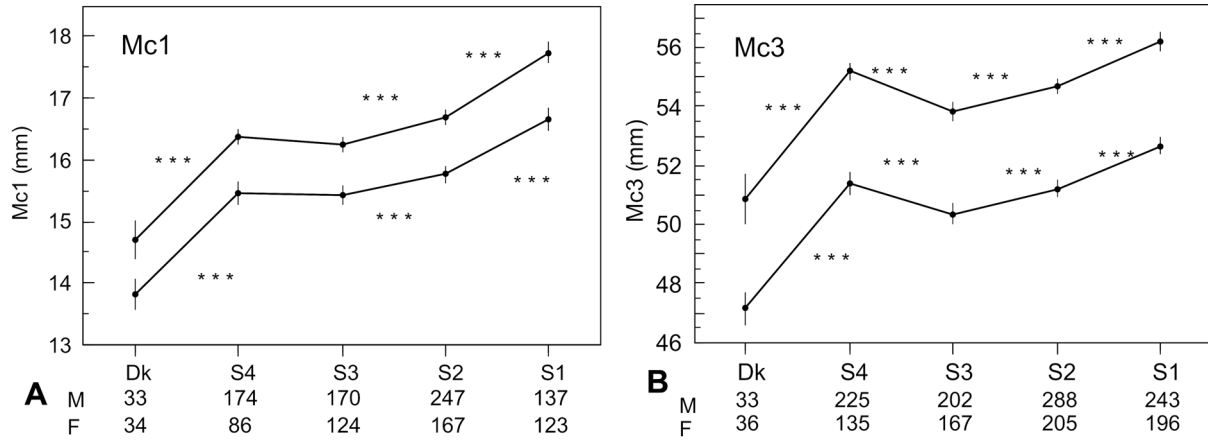 Mc1
Mc1 (mm)
18
17
16
15
14
13
* * *
* * *
* * *
* * *
* * *
* * *
Dk S4 S3 S2 S1
A
M 33 174 170 247 137
F 34 86 124 167 123
Mc3
Mc3 (mm)
56
54
52
50
48
46
* * *
* * *
* * *
* * *
* * *
* * *
* * *
* * *
Dk S4 S3 S2 S1
B
M 33 225 202 288 243
F 36 135 167 205 196